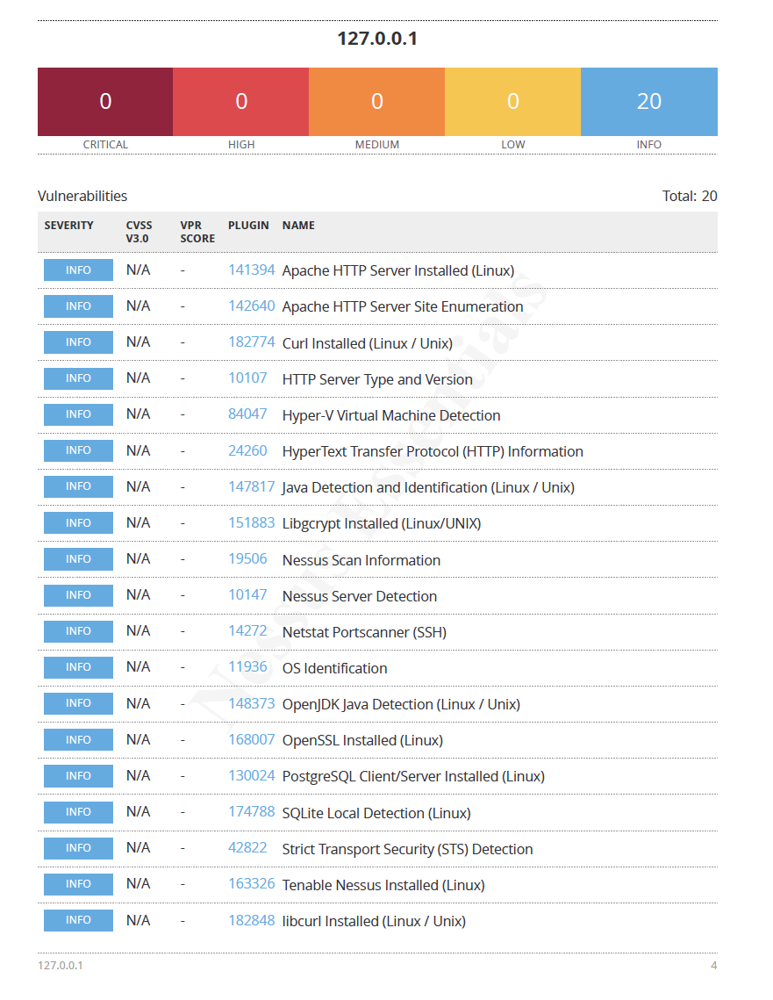 127.0.0.1
0 0 0 0 20
CRITICAL HIGH MEDIUM LOW INFO
Vulnerabilities Total: 20
SEVERITY CVSS V3.0 VPR SCORE PLUGIN NAME
INFO N/A - 141394 Apache HTTP Server Installed (Linux)
INFO N/A - 142640 Apache HTTP Server Site Enumeration
INFO N/A - 182774 Curl Installed (Linux / Unix)
INFO N/A - 10107 HTTP Server Type and Version
INFO N/A - 84047 Hyper-V Virtual Machine Detection
INFO N/A - 24260 HyperText Transfer Protocol (HTTP) Information
INFO N/A - 147817 Java Detection and Identification (Linux / Unix)
INFO N/A - 151883 Libgcrypt Installed (Linux/UNIX)
INFO N/A - 19506 Nessus Scan Information
INFO N/A - 10147 Nessus Server Detection
INFO N/A - 14272 Netstat Portscanner (SSH)
INFO N/A - 11936 OS Identification
INFO N/A - 148373 OpenJDK Java Detection (Linux / Unix)
INFO N/A - 168007 OpenSSL Installed (Linux)
INFO N/A - 130024 PostgreSQL Client/Server Installed (Linux)
INFO N/A - 174788 SQLite Local Detection (Linux)
INFO N/A - 42822 Strict Transport Security (STS) Detection
INFO N/A - 163326 Tenable Nessus Installed (Linux)
INFO N/A - 182848 libcurl Installed (Linux / Unix)
Nessus Essentials
127.0.0.1 4